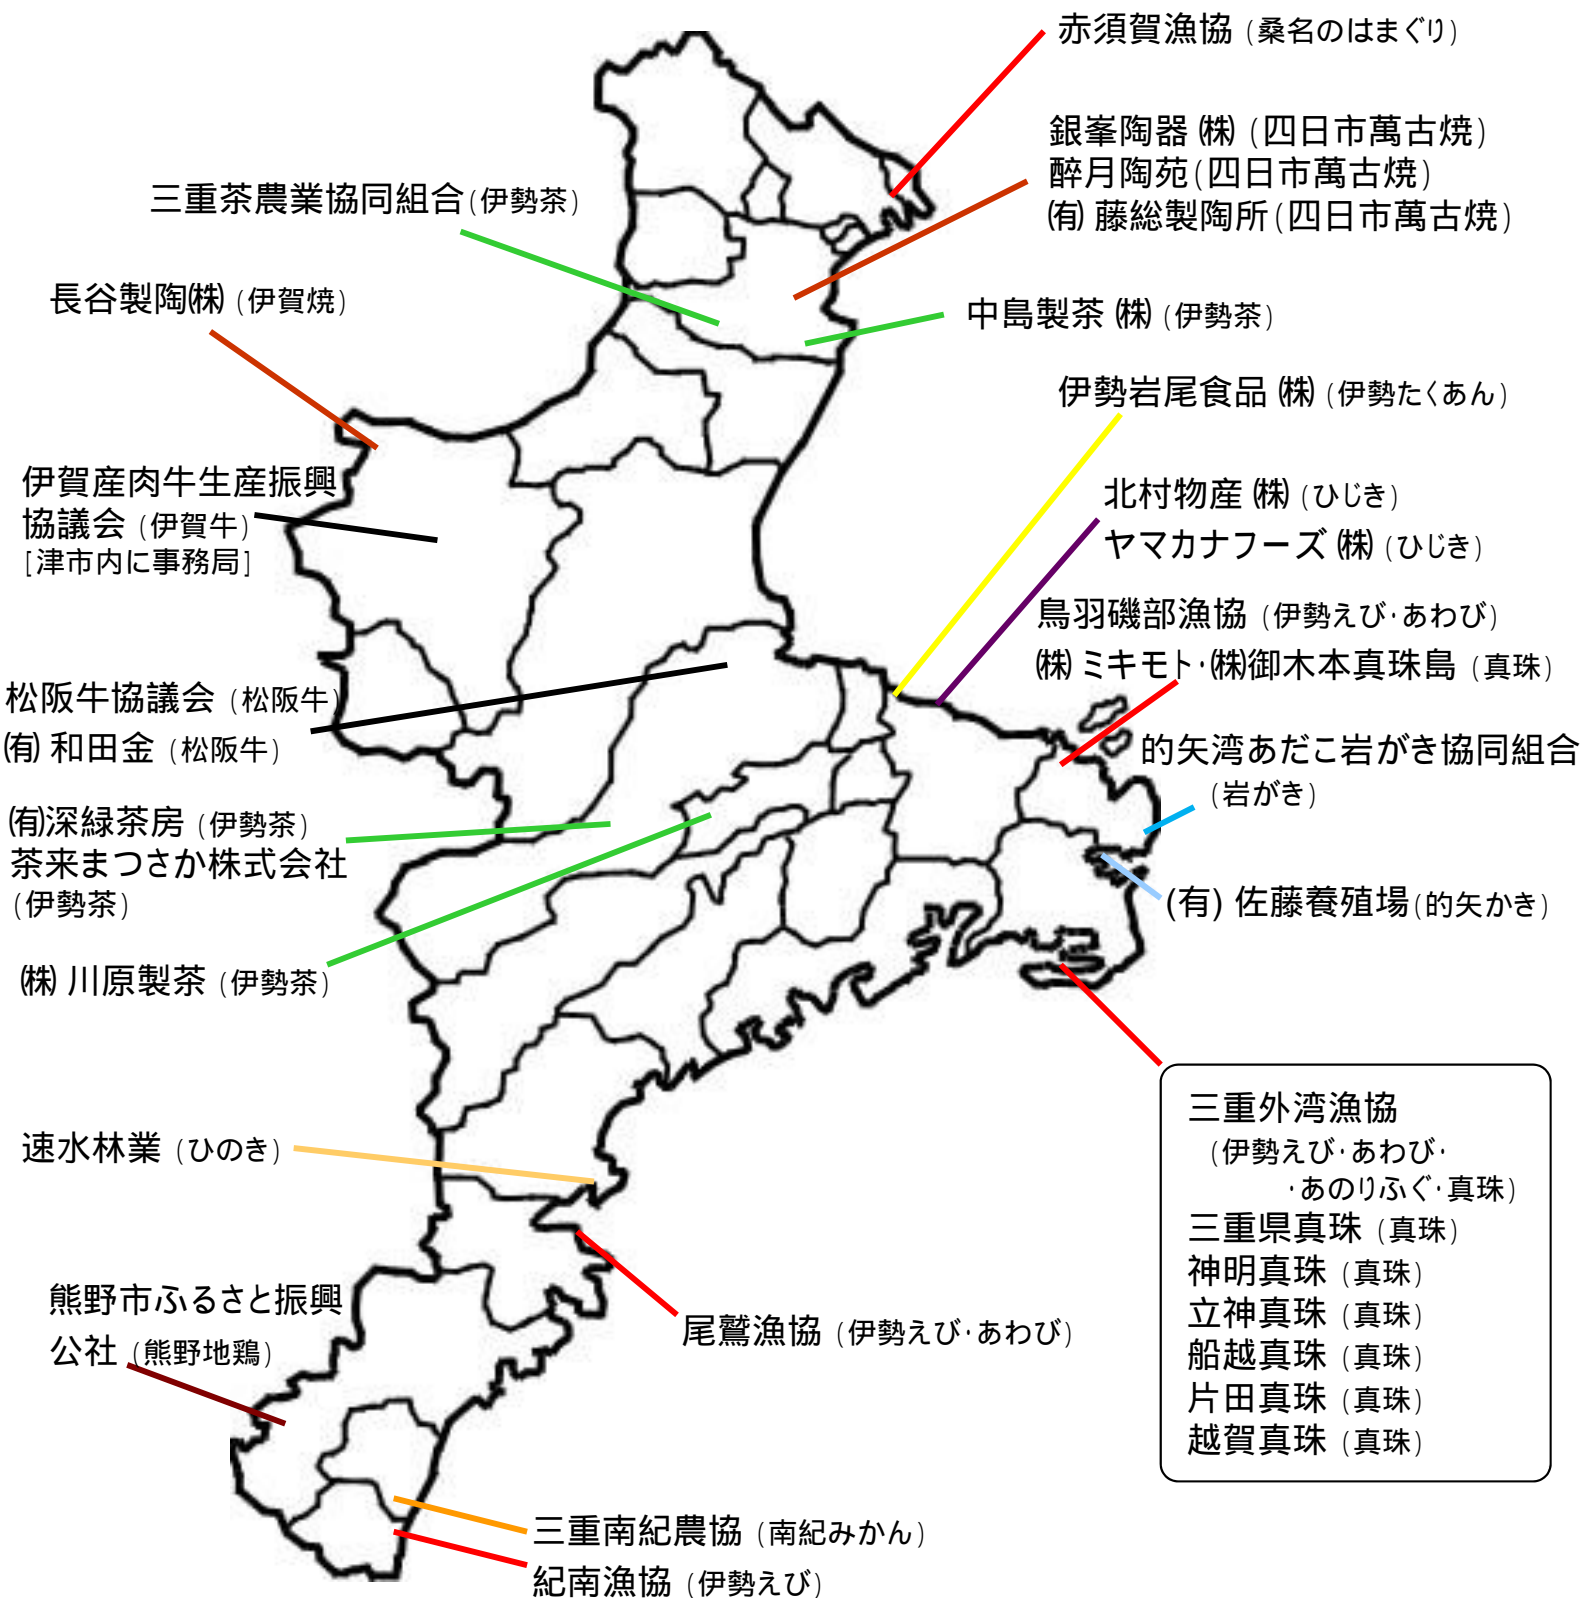 赤須賀漁協（桑名のはまぐり）
銀峯陶器㈱（四日市萬古焼）
酔月陶苑（四日市萬古焼）
㈲藤総製陶所（四日市萬古焼）
三重茶農業協同組合（伊勢茶）
長谷製陶㈱（伊賀焼）
中島製茶㈱（伊勢茶）
伊勢岩尾食品㈱（伊勢たくあん）
伊賀産肉牛生産振興
協議会（伊賀牛）
[津市内に事務局]
北村物産㈱（ひじき）
ヤマカナフーズ㈱（ひじき）
鳥羽磯部漁協（伊勢えび・あわび）
㈱ミキモト・㈱御木本真珠島（真珠）
松阪牛協議会（松阪牛）
㈲和田金（松阪牛）
的矢湾あだこ岩がき協同組合
（岩がき）
㈲深緑茶房（伊勢茶）
茶来まつさか株式会社
（伊勢茶）
(有)佐藤養殖場（的矢かき）
㈱川原製茶（伊勢茶）
三重外湾漁協
（伊勢えび・あわび・
・あのりふぐ・真珠）
三重県真珠（真珠）
神明真珠（真珠）
立神真珠（真珠）
船越真珠（真珠）
片田真珠（真珠）
越賀真珠（真珠）
速水林業（ひのき）
熊野市ふるさと振興
公社（熊野地鶏）
尾鷲漁協（伊勢えび・あわび）
三重南紀農協（南紀みかん）
紀南漁協（伊勢えび）